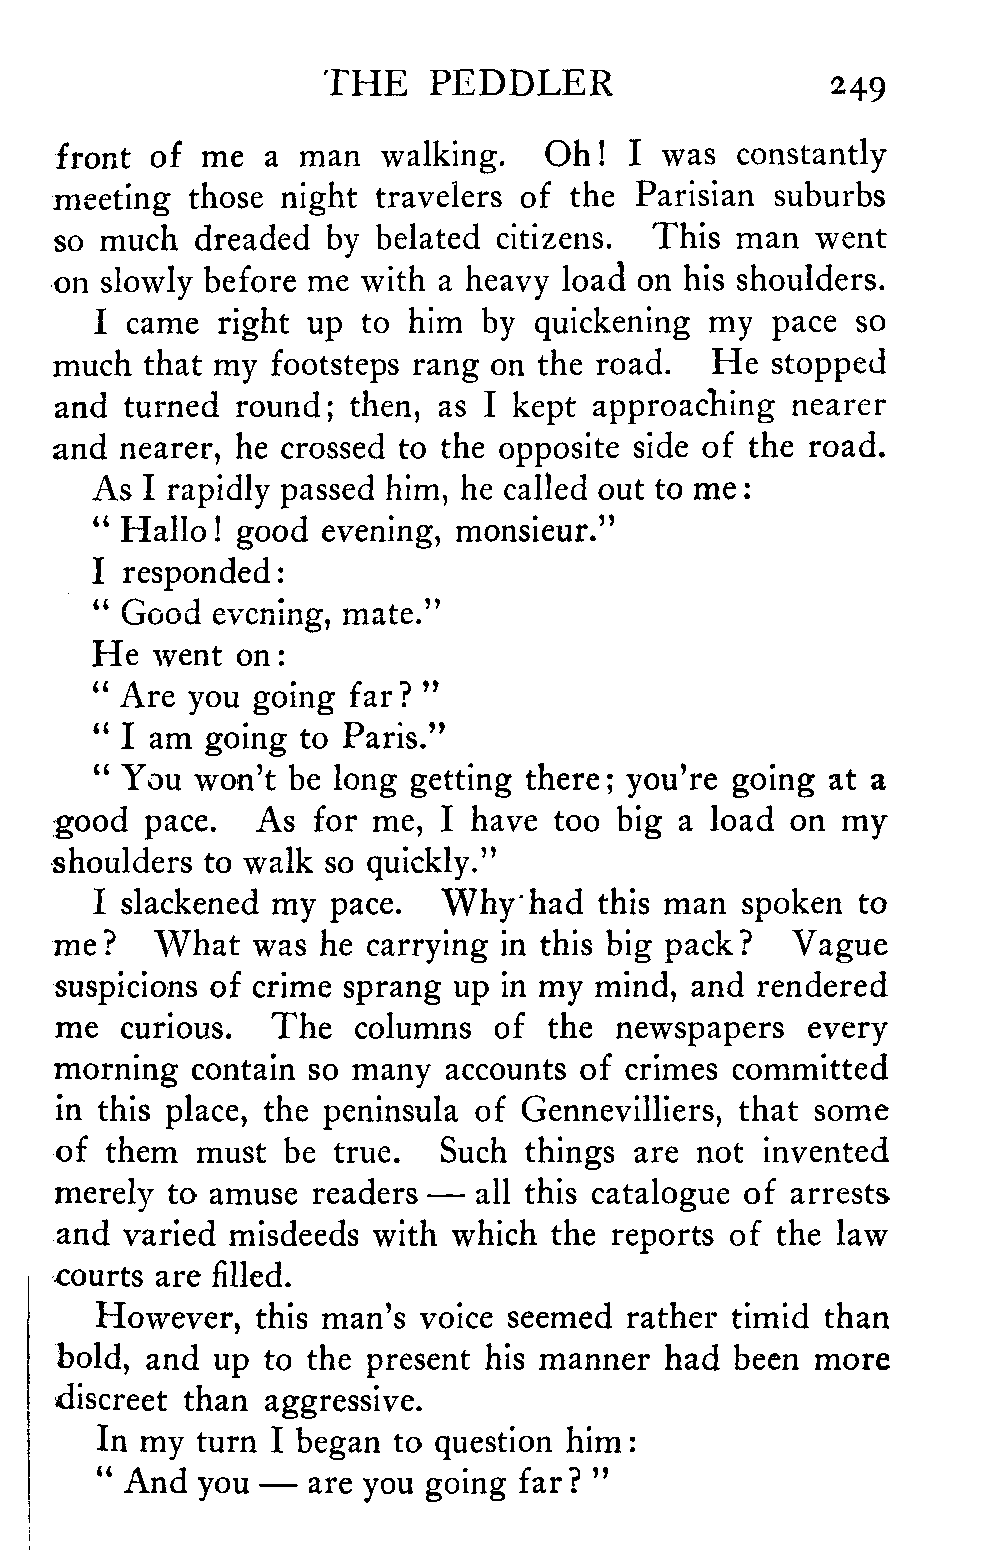 THE PEDDLER 249
front of me a man walking. Oh! I was constantly
meeting those night travelers of the Parisian suburbs
so much dreaded by belated citizens. This man went
on slowly before me with a heavy load on his shoulders.
I came right up to him by quickening my pace so
much that my footsteps rang on the road. He stopped
and turned round; then, as I kept approaching nearer
and nearer, he crossed to the opposite side of the road.
As I rapidly passed him, he called out to me:
“ Hallo! good evening, monsieur.”
I responded:
“ Good evening, mate.”
He went on:
“ Are you going far? ”
“ I am going to Paris.”
“ You won’t be long getting there; you’re going at a
good pace. As for me, I have too big a load on my
shoulders to walk so quickly.”
I slackened my pace. Why had this man spoken to
me? What was he carrying in this big pack? Vague
suspicions of crime sprang up in my mind, and rendered
me curious. The columns of the newspapers every
morning contain so many accounts of crimes committed
in this place, the peninsula of Gennevilliers, that some
of them must be true. Such things are not invented
merely to amuse readers — all this catalogue of arrests
and varied misdeeds with which the reports of the law
courts are filled.
However, this man’s voice seemed rather timid than
bold, and up to the present his manner had been more
discreet than aggressive.
In my turn I began to question him:
“ And you — are you going far? ”